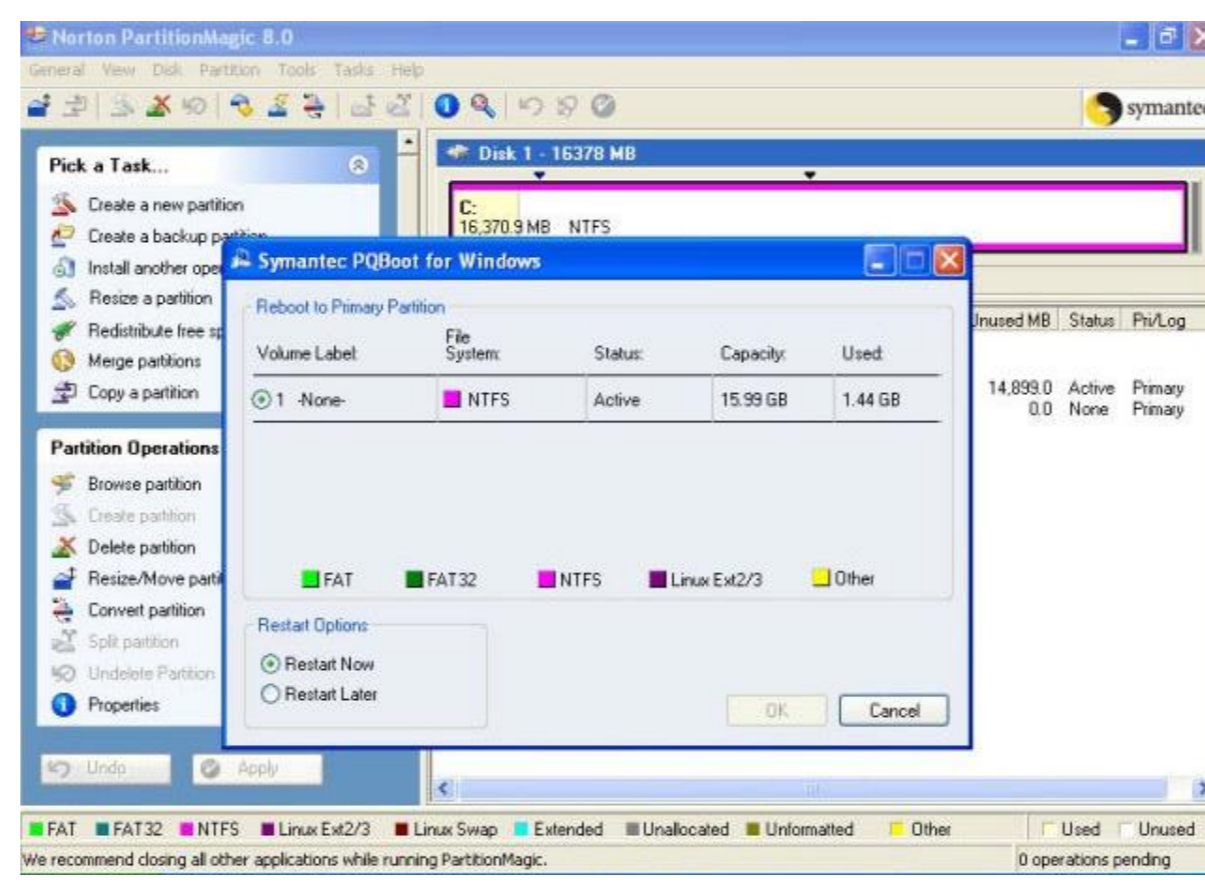 Norton PartitionMagic 8.0
General View Disk Partition Tools Tasks Help
symantec
Pick a Task...
Create a new partition
Create a backup partition
Install another oper
Resize a partition
Redistribute free sp
Merge partitions
Copy a partition
Partition Operations
Browse partition
Create partition
Delete partition
Resize/Move parti
Convert partition
Split partition
Undelete Partition
Properties
Undo Apply
Disk 1 - 16378 MB
C:
16,370.9 MB NTFS
Unused MB Status Pri/Log
14,899.0 Active Primary
0.0 None Primary
Symantec PQBoot for Windows
Reboot to Primary Partition
Volume Label: File System: Status: Capacity: Used:
1 -None- NTFS Active 15.99 GB 1.44 GB
FAT FAT32 NTFS Linux Ext2/3 Other
Restart Options
Restart Now
Restart Later
OK Cancel
FAT FAT32 NTFS Linux Ext2/3 Linux Swap Extended Unallocated Unformatted Other Used Unused
We recommend closing all other applications while running PartitionMagic. 0 operations pending